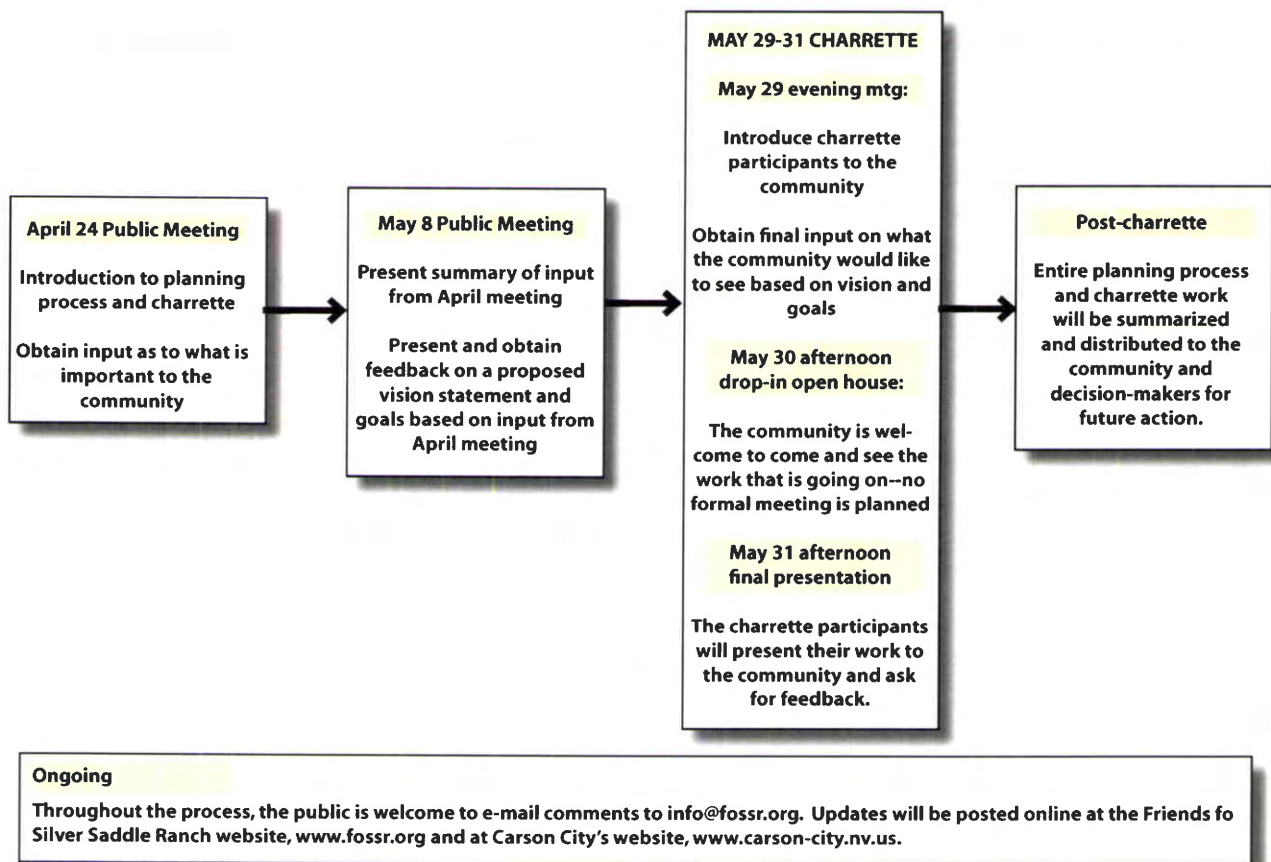 April 24 Public Meeting
Introduction to planning
process and charrette
Obtain input as to what is
important to the
community
May 8 Public Meeting
Present summary of input
from April meeting
Present and obtain
feedback on a proposed
vision statement and
goals based on input from
April meeting
MAY 29-31 CHARRETTE
May 29 evening mtg:
Introduce charrette
participants to the
community
Obtain final input on what
the community would like
to see based on vision and
goals
May 30 afternoon
drop-in open house:
The community is wel-
come to come and see the
work that is going on--no
formal meeting is planned
May 31 afternoon
final presentation
The charrette participants
will present their work to
the community and ask
for feedback.
Post-charrette
Entire planning process
and charrette work
will be summarized
and distributed to the
community and
decision-makers for
future action.
Ongoing
Throughout the process, the public is welcome to e-mail comments to info@fossr.org. Updates will be posted online at the Friends fo
Silver Saddle Ranch website, www.fossr.org and at Carson City's website, www.carson-city.nv.us.